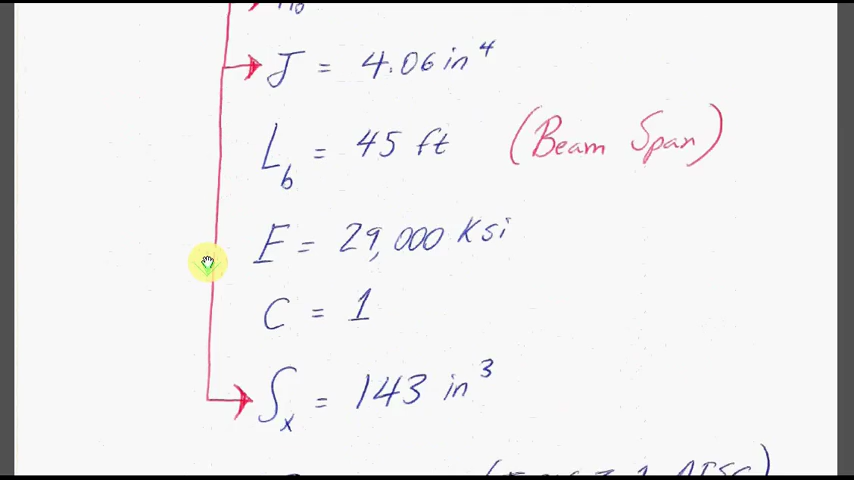 J = 4.06 in⁴
L_b = 45 ft (Beam Span)
E = 29,000 Ksi
C = 1
S_x = 143 in³